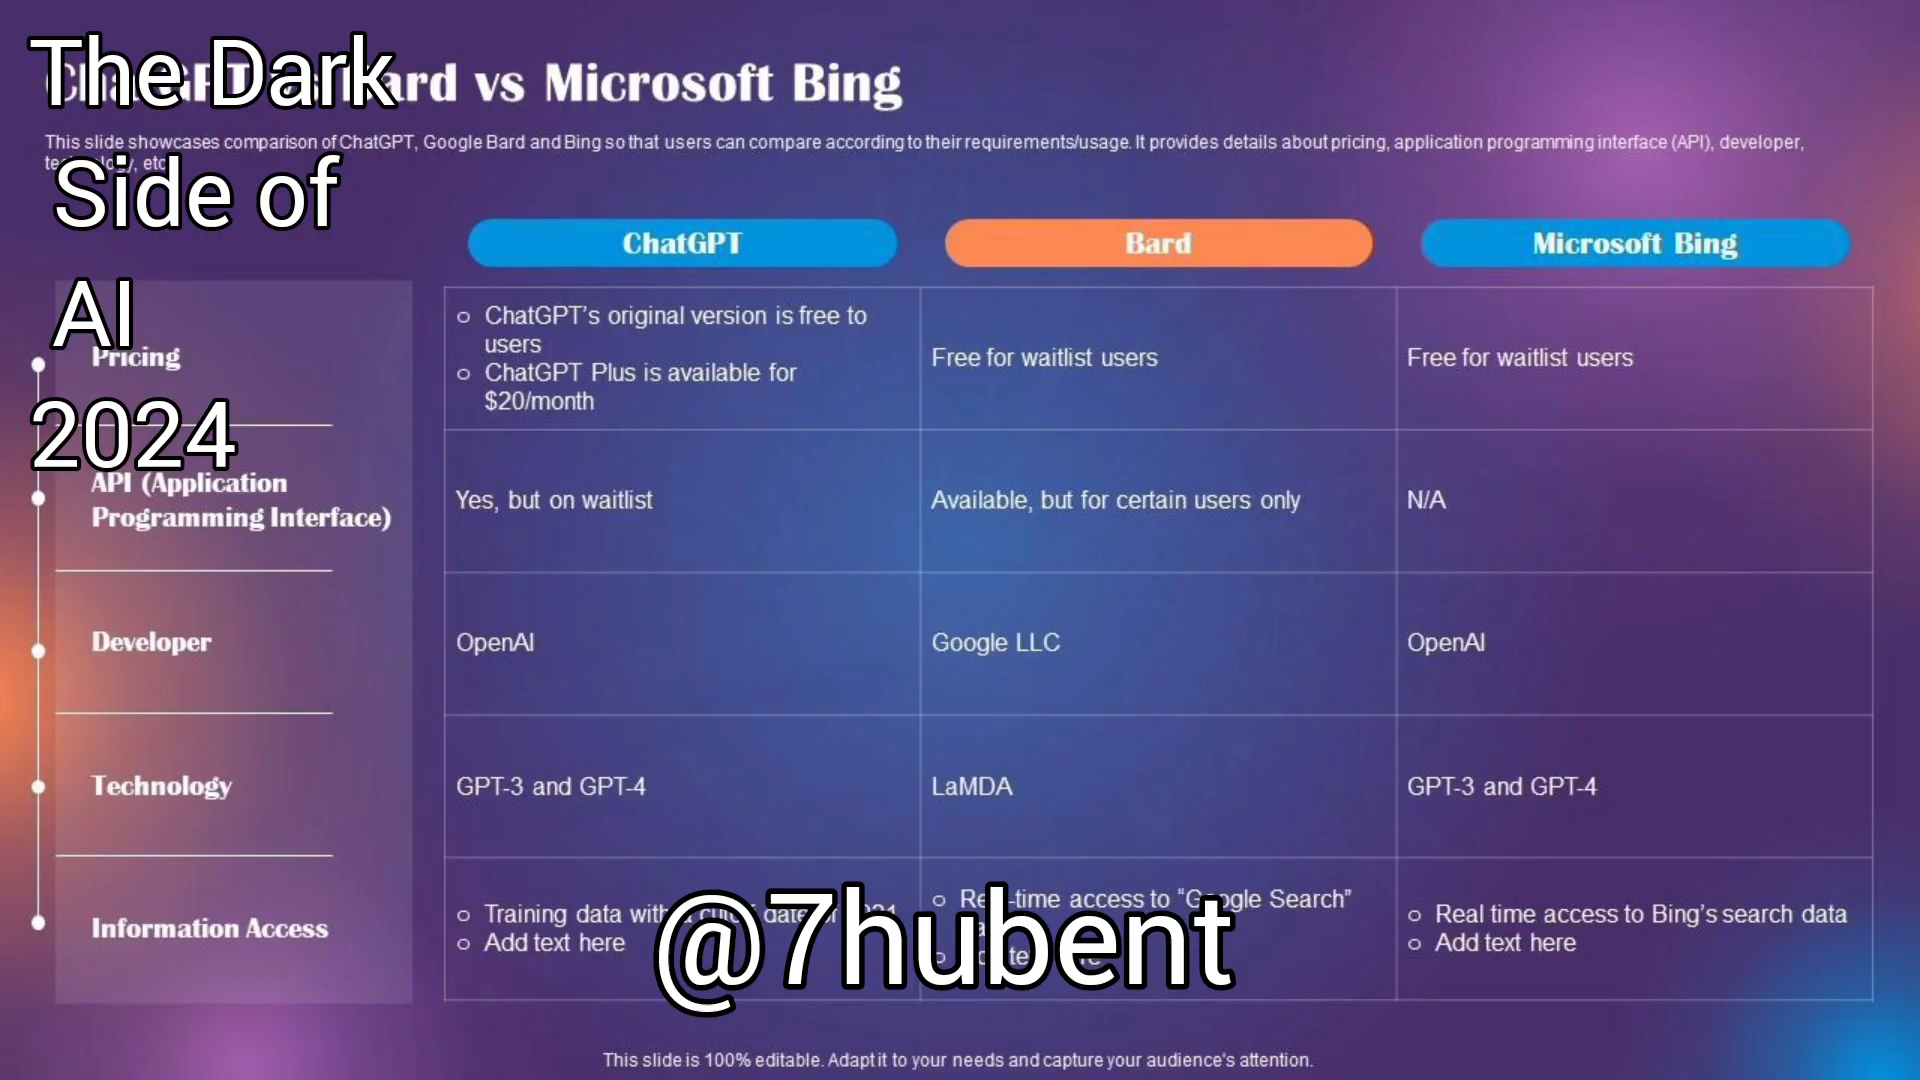 The Dark
Side of
AI
2024
vs Microsoft Bing
This slide showcases comparison of ChatGPT, Google Bard and Bing so that users can compare according to their requirements/usage. It provides details about pricing, application programming interface (API), developer,
ChatGPT
Bard
Microsoft Bing
Pricing
○ ChatGPT's original version is free to
users
○ ChatGPT Plus is available for
$20/month
Free for waitlist users
Free for waitlist users
API (Application
Programming Interface)
Yes, but on waitlist
Available, but for certain users only
N/A
Developer
OpenAI
Google LLC
OpenAI
Technology
GPT-3 and GPT-4
LaMDA
GPT-3 and GPT-4
Information Access
○ Training data with
○ Add text here
○ access to “Google Search”
○ Real time access to Bing's search data
○ Add text here
@7hubent
This slide is 100% editable. Adapt it to your needs and capture your audience's attention.